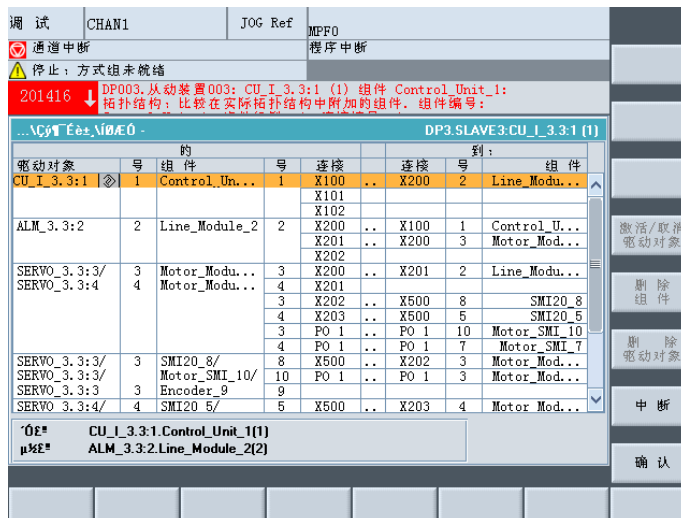 调 试 CHAN1 JOG Ref MPF0
通道中断 程序中断
停止: 方式组未就绪
201416 DP003.从动装置003: CU_I_3.3:1 (1) 组件 Control_Unit_1:
拓扑结构: 比较在实际拓扑结构中附加的组件. 组件编号:
...\Çý¶¯Éè±¸\ÍØÆË - DP3.SLAVE3:CU_I_3.3:1 (1)
的 到:
驱动对象 号 组 件 号 连接 连接 号 组 件
CU_I_3.3:1 1 Control_Un... 1 X100 .. X200 2 Line_Modu...
X101
X102
ALM_3.3:2 2 Line_Module_2 2 X200 .. X100 1 Control_U...
X201 .. X200 3 Motor_Mod...
X202
SERVO_3.3:3/ 3 Motor_Modu... 3 X200 .. X201 2 Line_Modu...
SERVO_3.3:4 4 Motor_Modu... 4 X201
3 X202 .. X500 8 SMI20_8
4 X203 .. X500 5 SMI20_5
3 PO 1 .. PO 1 10 Motor_SMI_10
4 PO 1 .. PO 1 7 Motor_SMI_7
SERVO_3.3:3/ 3 SMI20_8/ 8 X500 .. X202 3 Motor_Mod...
SERVO_3.3:3/ Motor_SMI_10/ 10 PO 1 .. PO 1 3 Motor_Mod...
SERVO_3.3:3 3 Encoder_9 9
SERVO_3.3:4/ 4 SMI20_5/ 5 X500 .. X203 4 Motor_Mod...
CU_I_3.3:1.Control_Unit_1(1)
µ½£º ALM_3.3:2.Line_Module_2(2)
激活/取消
驱动对象
删 除
组 件
删 除
驱动对象
中 断
确 认